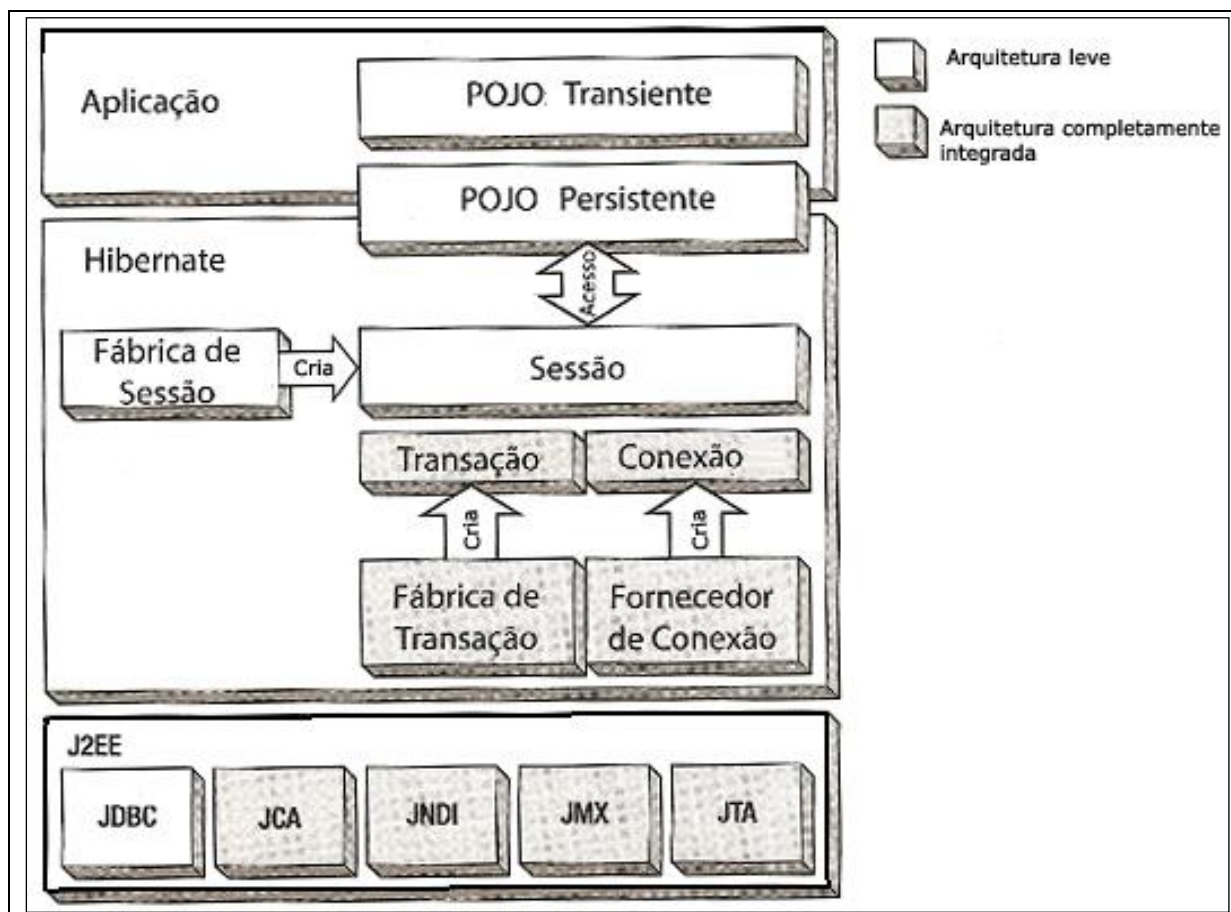 Aplicação
POJO Transiente
POJO Persistente
Hibernate
Acesso
Fábrica de
Sessão
Cria
Sessão
Transação
Conexão
Cria
Cria
Fábrica de
Transação
Fornecedor
de Conexão
J2EE
JDBC
JCA
JNDI
JMX
JTA
Arquitetura leve
Arquitetura completamente
integrada